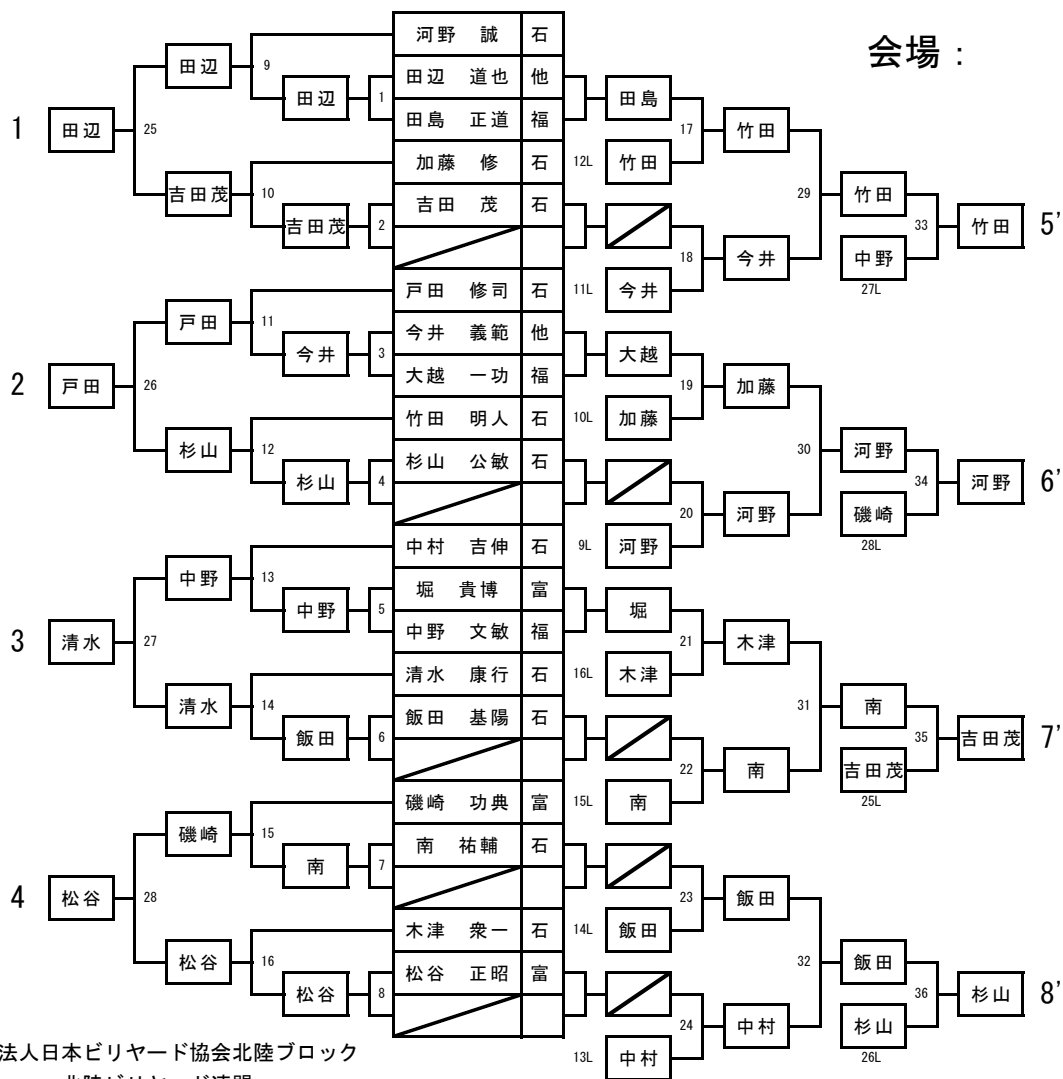 会場：
河野 誠 石
田辺 9
田辺 道也 他
田辺 1 田島
1 田辺 25 田島 正道 福 17 竹田
加藤 修 石 12L 竹田
吉田茂 10 吉田 茂 石 29 竹田
吉田茂 2 33 竹田 5'
18 今井 中野
戸田 修司 石 11L 今井 27L
戸田 11 今井 義範 他
今井 3 大越
2 戸田 26 大越 一功 福 19 加藤
竹田 明人 石 10L 加藤
杉山 12 杉山 公敏 石 30 河野
杉山 4 34 河野 6'
20 河野 磯崎
中村 吉伸 石 9L 河野 28L
中野 13 堀 貴博 富
中野 5 堀
3 清水 27 中野 文敏 福 21 木津
清水 康行 石 16L 木津
清水 14 飯田 基陽 石 31 南
飯田 6 35 吉田茂 7'
22 南 吉田茂
磯崎 功典 富 15L 南 25L
磯崎 15 南 祐輔 石
南 7
4 松谷 28 23 飯田
木津 衆一 石 14L 飯田
松谷 16 松谷 正昭 富 32 飯田
松谷 8 36 杉山 8'
24 中村 杉山
13L 中村 26L
法人日本ビリヤード協会北陸ブロック
北陸ビリヤード連盟